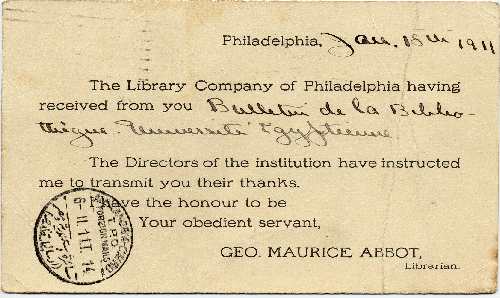 Philadelphia, Jan. 18th 1911
The Library Company of Philadelphia having
received from you Bulletin de la Biblio-
thèque. Université Egyptienne
The Directors of the institution have instructed
me to transmit you their thanks.
I have the honour to be
Your obedient servant,
GEO. MAURICE ABBOT,
Librarian.
T.P.O.